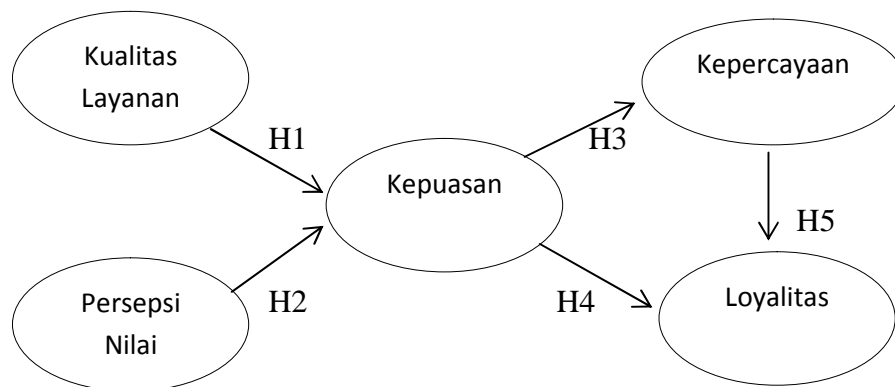 Kualitas
Layanan
Kepercayaan
H1
H3
Kepuasan
H5
Persepsi
Nilai
H2
H4
Loyalitas